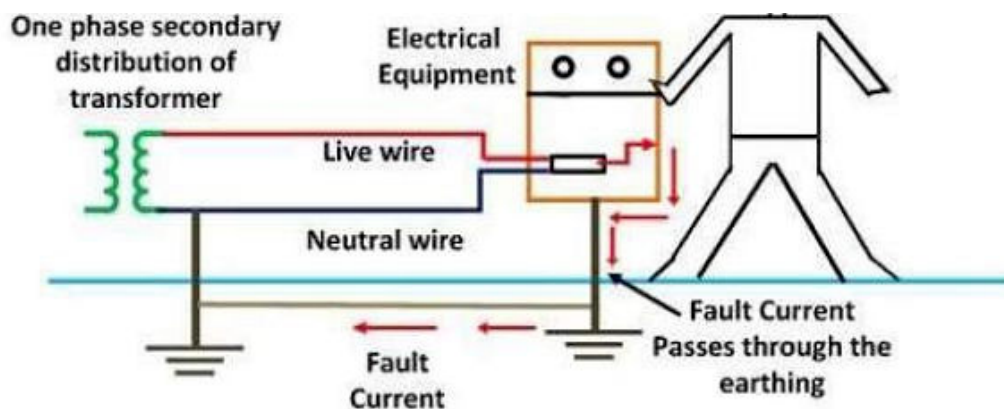 One phase secondary
distribution of
transformer
Electrical
Equipment
Live wire
Neutral wire
Fault
Current
Fault Current
Passes through the
earthing